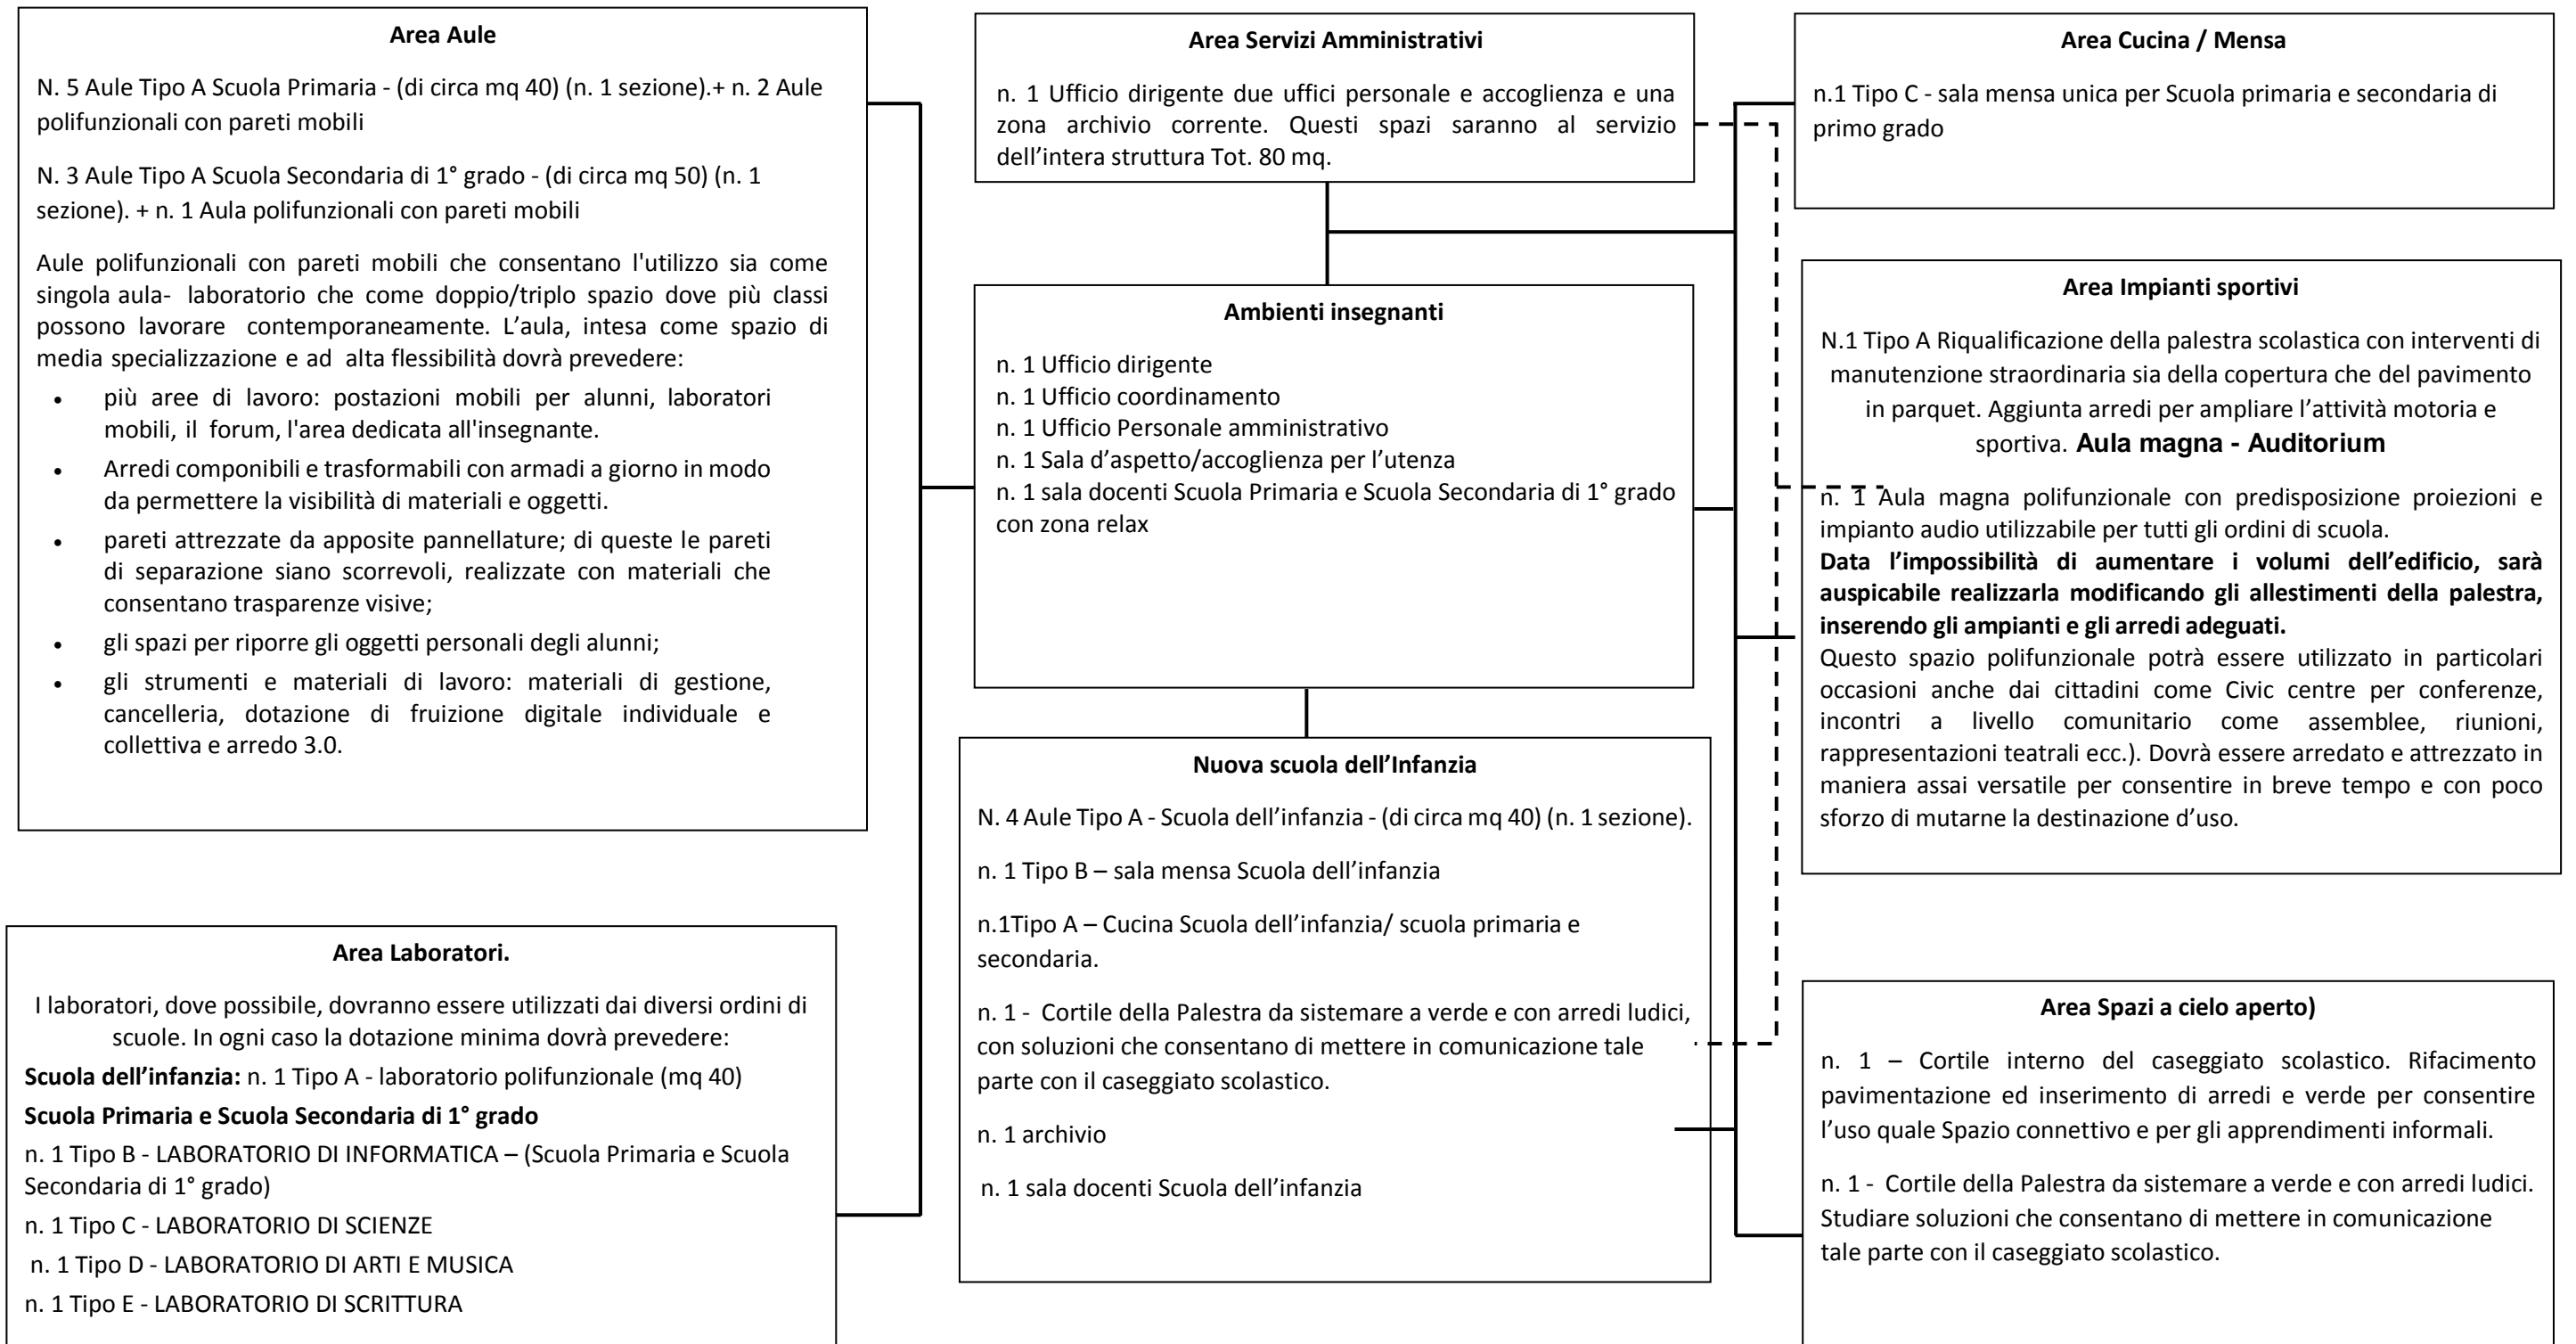 Area Aule
N. 5 Aule Tipo A Scuola Primaria - (di circa mq 40) (n. 1 sezione).+ n. 2 Aule
polifunzionali con pareti mobili
N. 3 Aule Tipo A Scuola Secondaria di 1° grado - (di circa mq 50) (n. 1
sezione). + n. 1 Aula polifunzionali con pareti mobili
Aule polifunzionali con pareti mobili che consentano l'utilizzo sia come
singola aula- laboratorio che come doppio/triplo spazio dove più classi
possono lavorare contemporaneamente. L’aula, intesa come spazio di
media specializzazione e ad alta flessibilità dovrà prevedere:
• più aree di lavoro: postazioni mobili per alunni, laboratori
mobili, il forum, l'area dedicata all'insegnante.
• Arredi componibili e trasformabili con armadi a giorno in modo
da permettere la visibilità di materiali e oggetti.
• pareti attrezzate da apposite pannellature; di queste le pareti
di separazione siano scorrevoli, realizzate con materiali che
consentano trasparenze visive;
• gli spazi per riporre gli oggetti personali degli alunni;
• gli strumenti e materiali di lavoro: materiali di gestione,
cancelleria, dotazione di fruizione digitale individuale e
collettiva e arredo 3.0.
Area Laboratori.
I laboratori, dove possibile, dovranno essere utilizzati dai diversi ordini di
scuole. In ogni caso la dotazione minima dovrà prevedere:
Scuola dell’infanzia: n. 1 Tipo A - laboratorio polifunzionale (mq 40)
Scuola Primaria e Scuola Secondaria di 1° grado
n. 1 Tipo B - LABORATORIO DI INFORMATICA – (Scuola Primaria e Scuola
Secondaria di 1° grado)
n. 1 Tipo C - LABORATORIO DI SCIENZE
n. 1 Tipo D - LABORATORIO DI ARTI E MUSICA
n. 1 Tipo E - LABORATORIO DI SCRITTURA
Area Servizi Amministrativi
n. 1 Ufficio dirigente due uffici personale e accoglienza e una
zona archivio corrente. Questi spazi saranno al servizio
dell’intera struttura Tot. 80 mq.
Ambienti insegnanti
n. 1 Ufficio dirigente
n. 1 Ufficio coordinamento
n. 1 Ufficio Personale amministrativo
n. 1 Sala d’aspetto/accoglienza per l’utenza
n. 1 sala docenti Scuola Primaria e Scuola Secondaria di 1° grado
con zona relax
Nuova scuola dell’Infanzia
N. 4 Aule Tipo A - Scuola dell’infanzia - (di circa mq 40) (n. 1 sezione).
n. 1 Tipo B – sala mensa Scuola dell’infanzia
n.1Tipo A – Cucina Scuola dell’infanzia/ scuola primaria e
secondaria.
n. 1 - Cortile della Palestra da sistemare a verde e con arredi ludici,
con soluzioni che consentano di mettere in comunicazione tale
parte con il caseggiato scolastico.
n. 1 archivio
n. 1 sala docenti Scuola dell’infanzia
Area Cucina / Mensa
n.1 Tipo C - sala mensa unica per Scuola primaria e secondaria di
primo grado
Area Impianti sportivi
N.1 Tipo A Riqualificazione della palestra scolastica con interventi di
manutenzione straordinaria sia della copertura che del pavimento
in parquet. Aggiunta arredi per ampliare l’attività motoria e
sportiva. Aula magna - Auditorium
n. 1 Aula magna polifunzionale con predisposizione proiezioni e
impianto audio utilizzabile per tutti gli ordini di scuola.
Data l’impossibilità di aumentare i volumi dell’edificio, sarà
auspicabile realizzarla modificando gli allestimenti della palestra,
inserendo gli ampianti e gli arredi adeguati.
Questo spazio polifunzionale potrà essere utilizzato in particolari
occasioni anche dai cittadini come Civic centre per conferenze,
incontri a livello comunitario come assemblee, riunioni,
rappresentazioni teatrali ecc.). Dovrà essere arredato e attrezzato in
maniera assai versatile per consentire in breve tempo e con poco
sforzo di mutarne la destinazione d’uso.
Area Spazi a cielo aperto)
n. 1 – Cortile interno del caseggiato scolastico. Rifacimento
pavimentazione ed inserimento di arredi e verde per consentire
l’uso quale Spazio connettivo e per gli apprendimenti informali.
n. 1 - Cortile della Palestra da sistemare a verde e con arredi ludici.
Studiare soluzioni che consentano di mettere in comunicazione
tale parte con il caseggiato scolastico.